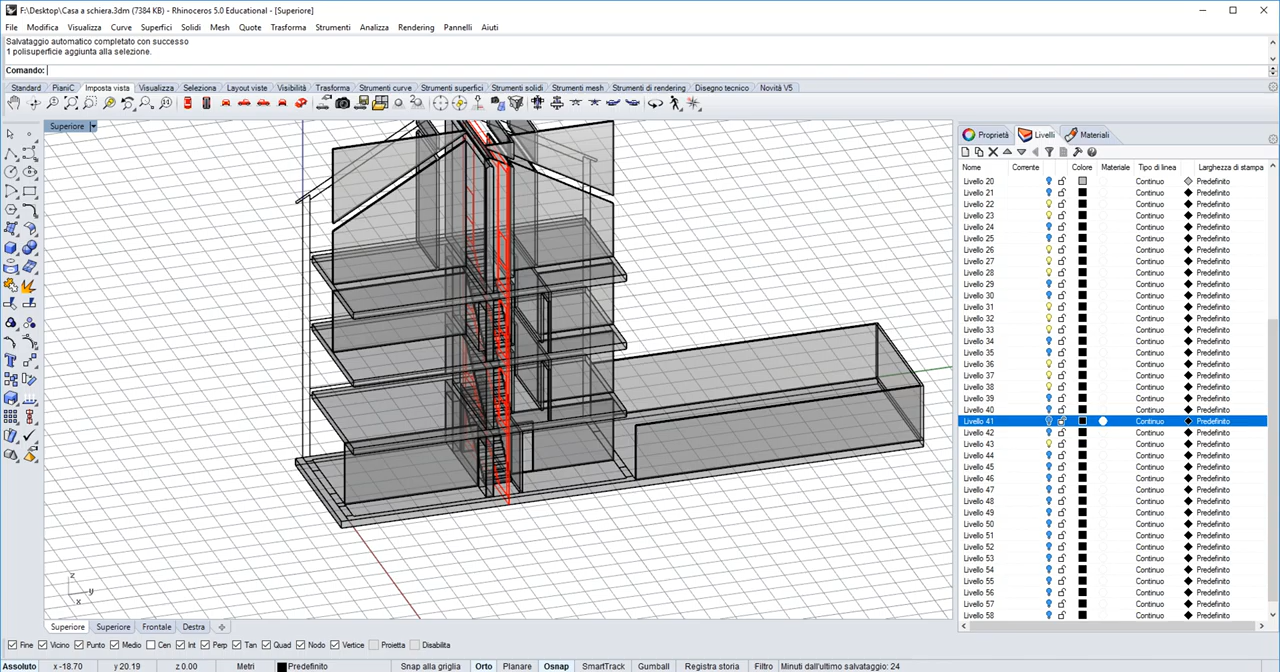 F:\Desktop\Casa a schiera.3dm (7384 KB) - Rhinoceros 5.0 Educational - [Superiore]
File Modifica Visualizza Curve Superfici Solidi Mesh Quote Trasforma Strumenti Analizza Rendering Pannelli Aiuti
Salvataggio automatico completato con successo
1 polisuperficie aggiunta alla selezione.
Comando:
Standard PianiC Imposta vista Visualizza Seleziona Layout viste Visibilità Trasforma Strumenti curve Strumenti superfici Strumenti solidi Strumenti mesh Strumenti di rendering Disegno tecnico Novità V5
Superiore
Proprietà Livelli Materiali
Nome Corrente Colore Materiale Tipo di linea Larghezza di stampa
Livello 20 Continuo Predefinito
Livello 21 Continuo Predefinito
Livello 22 Continuo Predefinito
Livello 23 Continuo Predefinito
Livello 24 Continuo Predefinito
Livello 25 Continuo Predefinito
Livello 26 Continuo Predefinito
Livello 27 Continuo Predefinito
Livello 28 Continuo Predefinito
Livello 29 Continuo Predefinito
Livello 30 Continuo Predefinito
Livello 31 Continuo Predefinito
Livello 32 Continuo Predefinito
Livello 33 Continuo Predefinito
Livello 34 Continuo Predefinito
Livello 35 Continuo Predefinito
Livello 36 Continuo Predefinito
Livello 37 Continuo Predefinito
Livello 38 Continuo Predefinito
Livello 39 Continuo Predefinito
Livello 40 Continuo Predefinito
Livello 41 Continuo Predefinito
Livello 42 Continuo Predefinito
Livello 43 Continuo Predefinito
Livello 44 Continuo Predefinito
Livello 45 Continuo Predefinito
Livello 46 Continuo Predefinito
Livello 47 Continuo Predefinito
Livello 48 Continuo Predefinito
Livello 49 Continuo Predefinito
Livello 50 Continuo Predefinito
Livello 51 Continuo Predefinito
Livello 52 Continuo Predefinito
Livello 53 Continuo Predefinito
Livello 54 Continuo Predefinito
Livello 55 Continuo Predefinito
Livello 56 Continuo Predefinito
Livello 57 Continuo Predefinito
Livello 58 Continuo Predefinito
z
y
x
Superiore Superiore Frontale Destra
Fine Vicino Punto Medio Cen Int Perp Tan Quad Nodo Vertice Proietta Disabilita
Assoluto x -18.70 y 20.19 z 0.00 Metri Predefinito Snap alla griglia Orto Planare Osnap SmartTrack Gumball Registra storia Filtro Minuti dall'ultimo salvataggio: 24